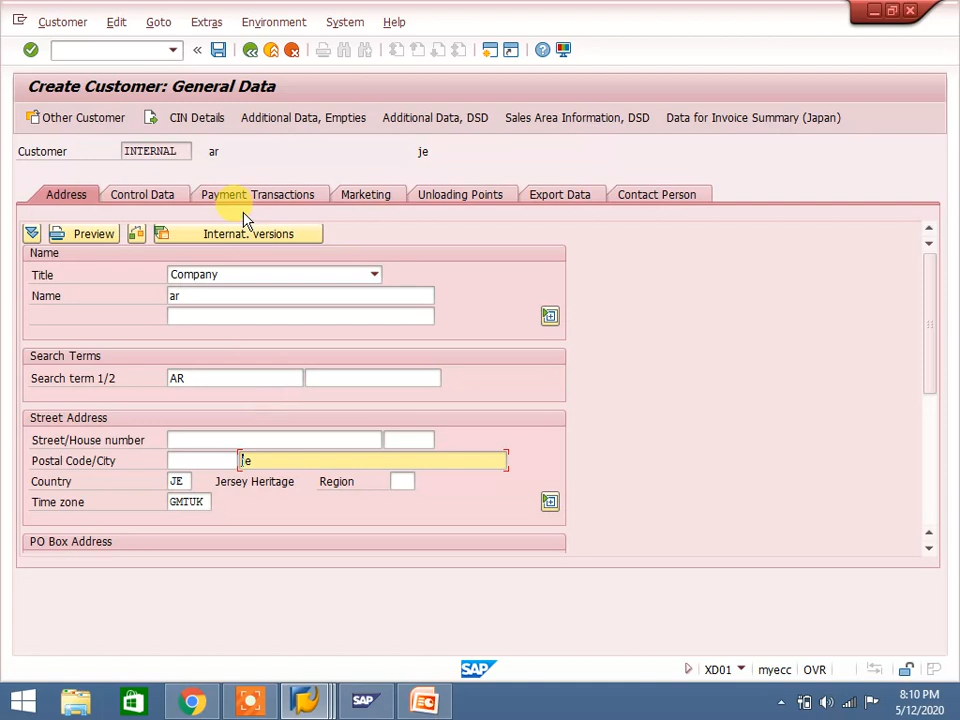 Customer Edit Goto Extras Environment System Help
Create Customer: General Data
Other Customer CIN Details Additional Data, Empties Additional Data, DSD Sales Area Information, DSD Data for Invoice Summary (Japan)
Customer INTERNAL ar je
Address Control Data Payment Transactions Marketing Unloading Points Export Data Contact Person
Preview Internat. versions
Name
Title Company
Name ar
Search Terms
Search term 1/2 AR
Street Address
Street/House number
Postal Code/City je
Country JE Jersey Heritage Region
Time zone GMTUK
PO Box Address
SAP XD01 myecc OVR
SAP
8:10 PM
5/12/2020